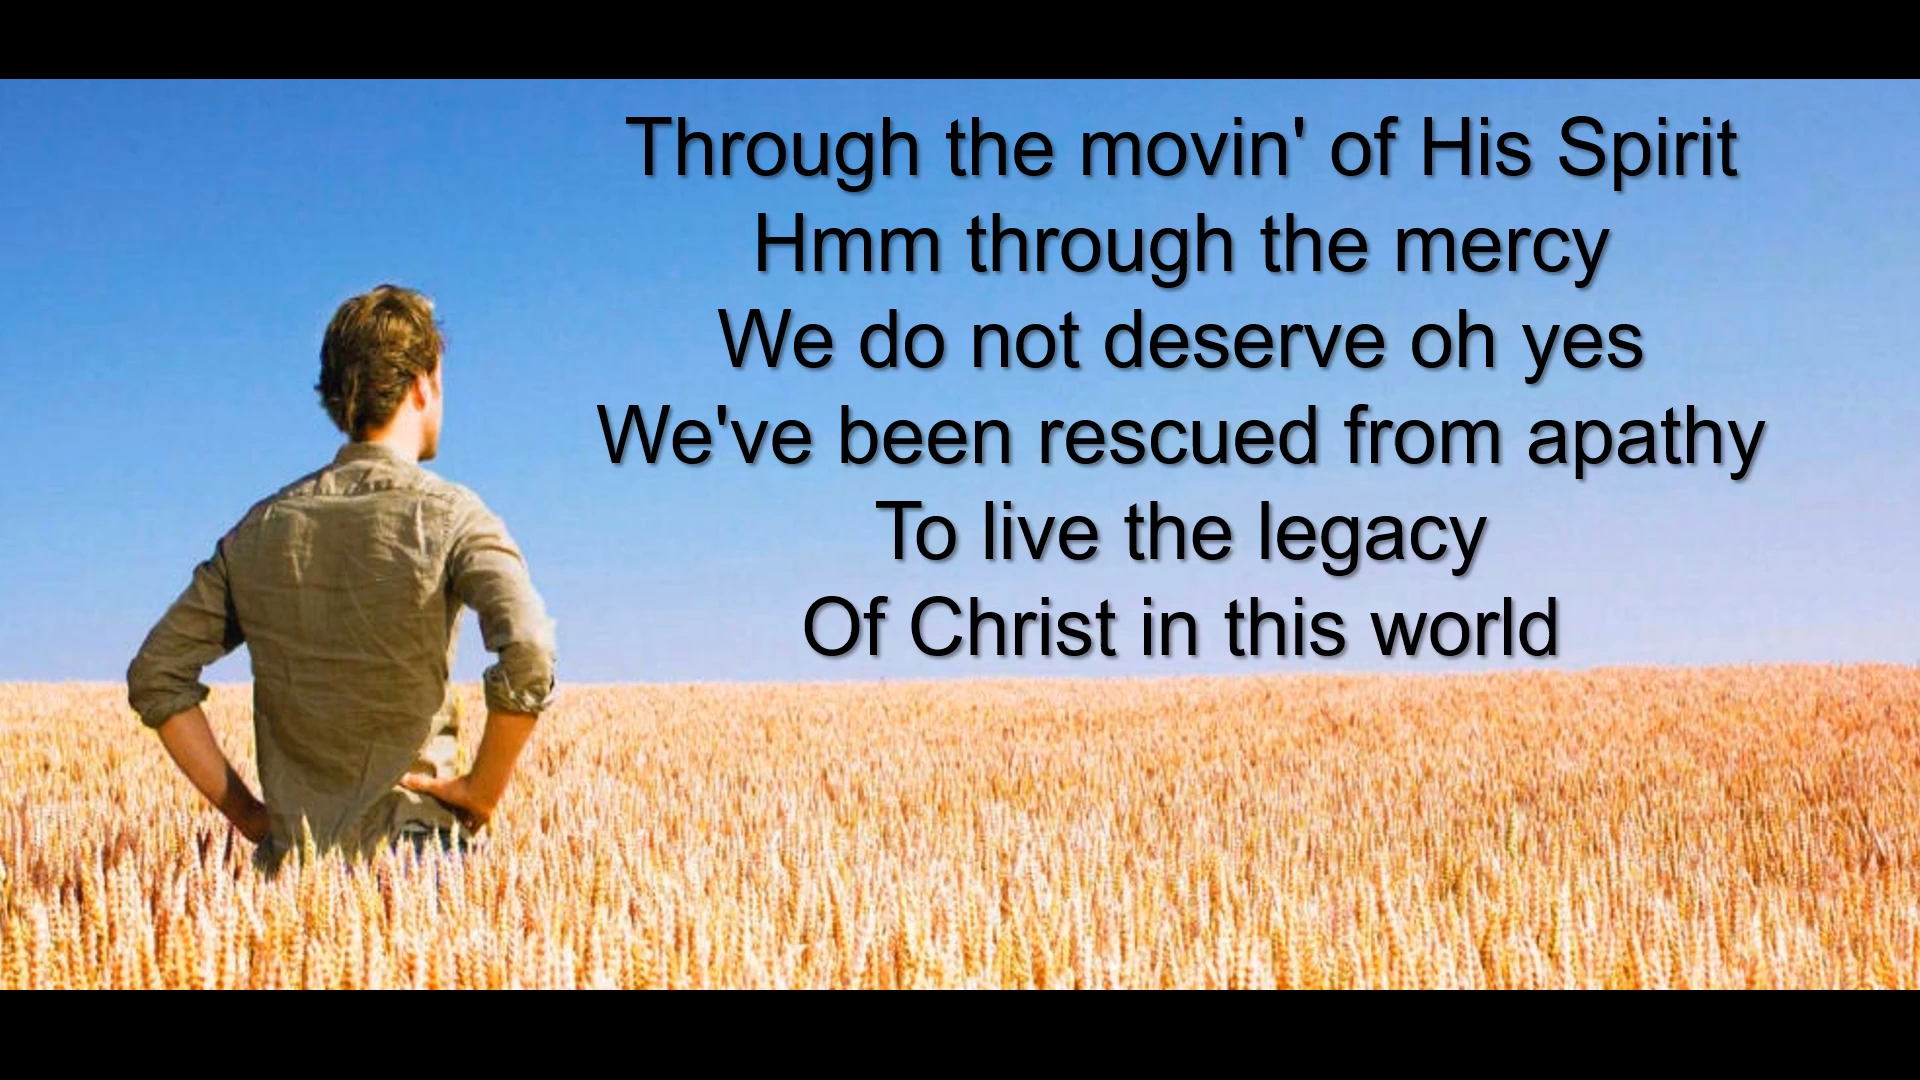 Through the movin' of His Spirit
Hmm through the mercy
We do not deserve oh yes
We've been rescued from apathy
To live the legacy
Of Christ in this world